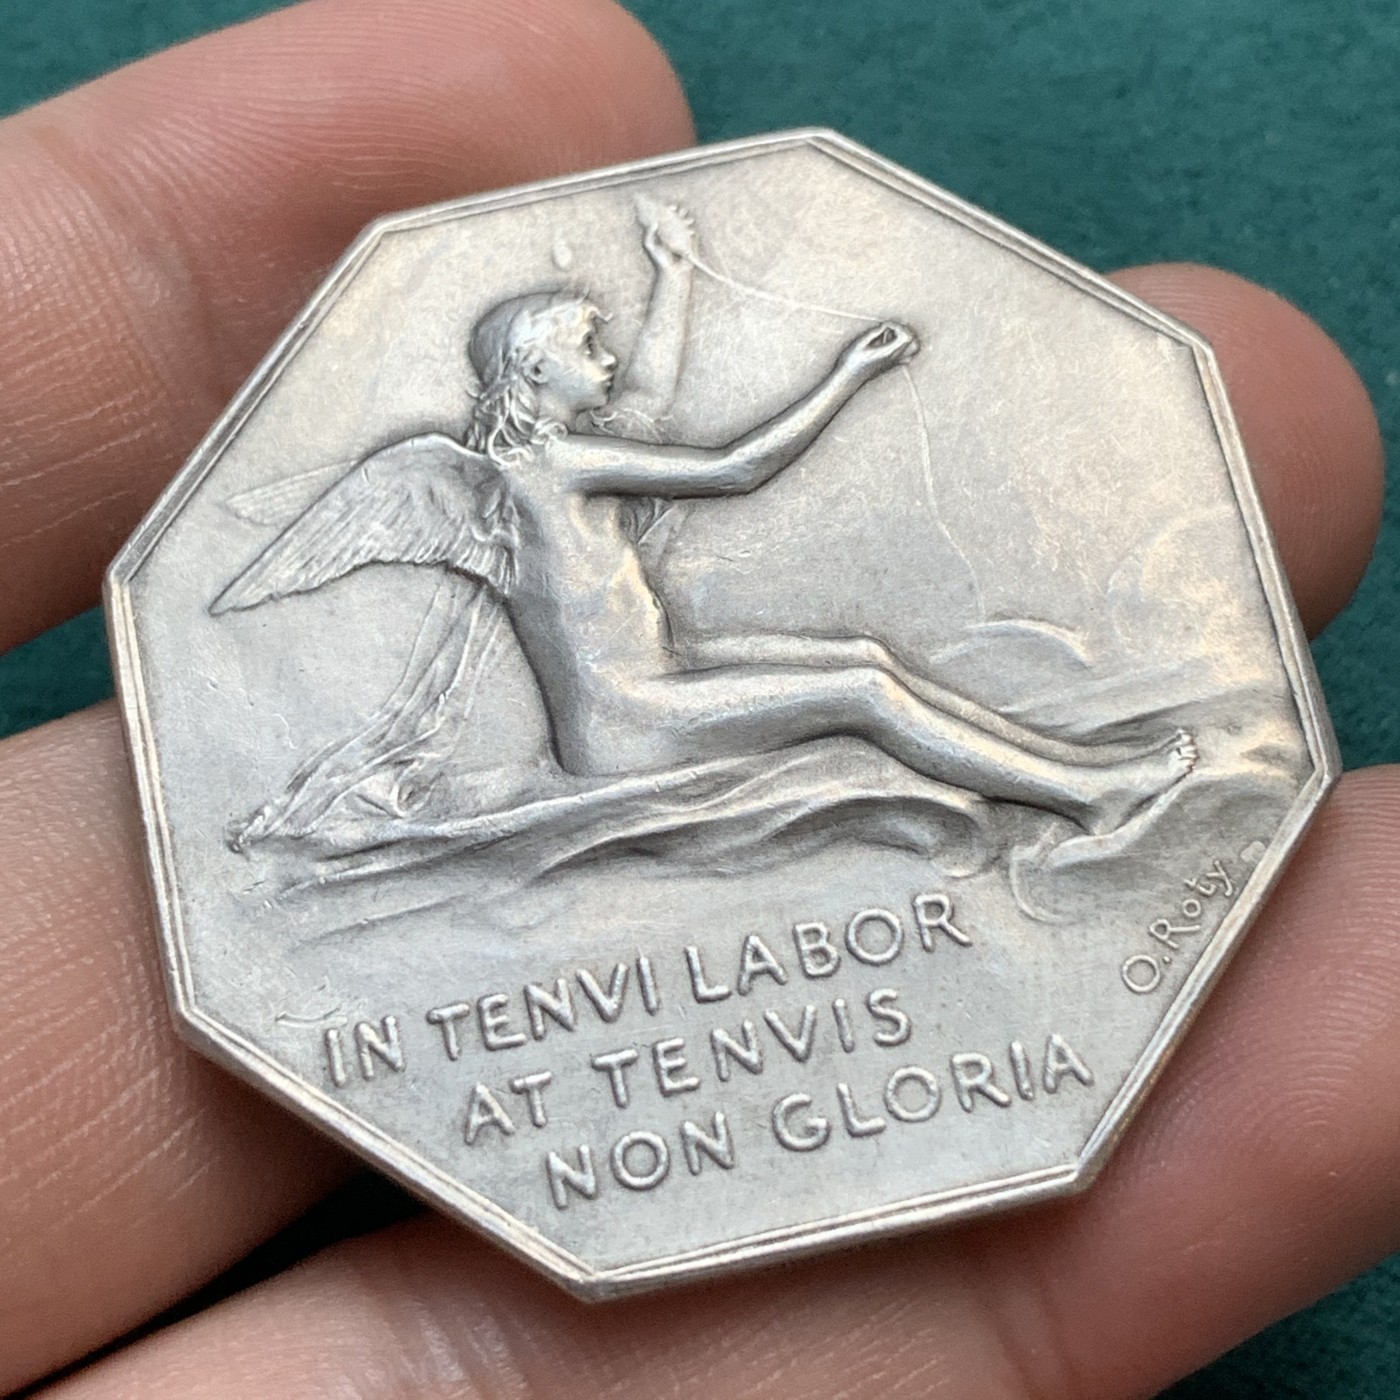 IN TENVI LABOR
AT TENVIS
NON GLORIA
O. Roty